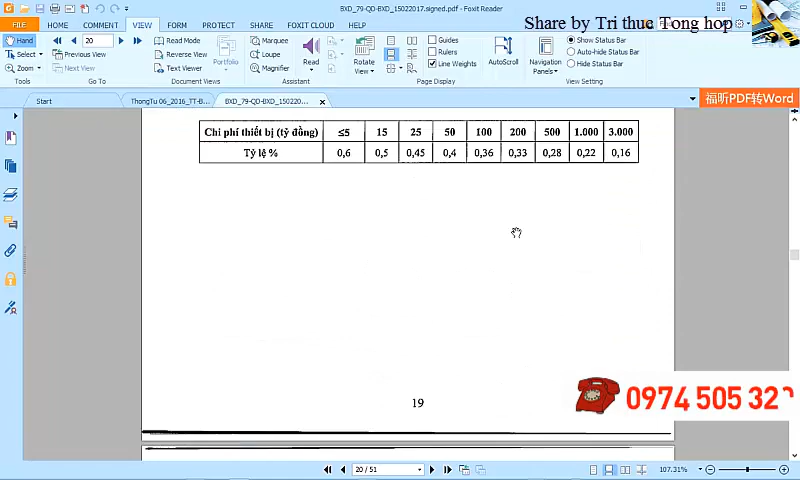 BXD_79-QD-BXD_15022017.signed.pdf - Foxit Reader
Share by Tri thuc Tong hop
FILE HOME COMMENT VIEW FORM PROTECT SHARE FOXIT CLOUD HELP
Hand
Select
Zoom
Tools
20
Previous View
Next View
Go To
Read Mode
Reverse View
Text Viewer
Portfolio
Document Views
Marquee
Loupe
Magnifier
Read
Assistant
Rotate View
Guides
Rulers
Line Weights
Page Display
AutoScroll
Navigation Panels
Show Status Bar
Auto-hide Status Bar
Hide Status Bar
View Setting
Start
ThongTu 06_2016_TT-B...
BXD_79-QD-BXD_150220...
福昕PDF转Word
Chi phí thiết bị (tỷ đồng) ≤5 15 25 50 100 200 500 1.000 3.000
Tỷ lệ % 0,6 0,5 0,45 0,4 0,36 0,33 0,28 0,22 0,16
19
0974 505 32
20 / 51
107.31%